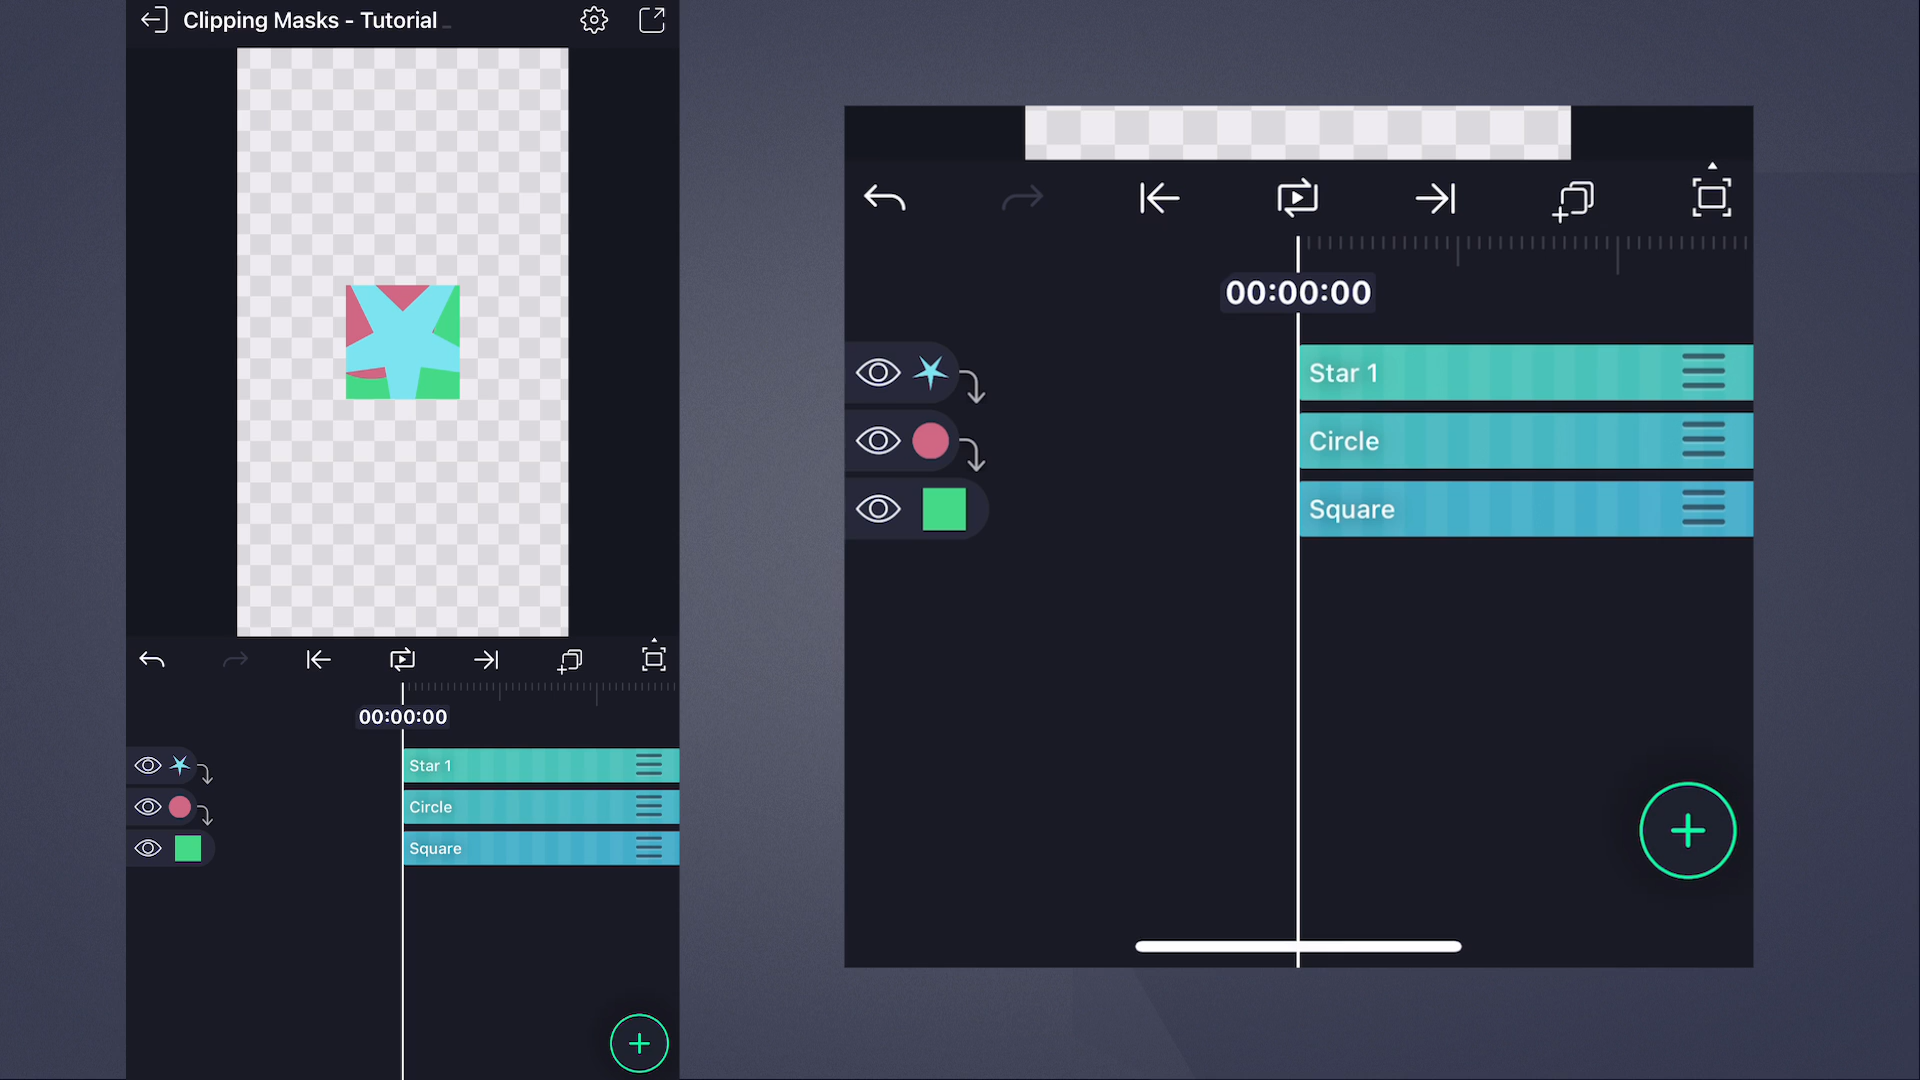 Clipping Masks - Tutorial
00:00:00
Star 1
Circle
Square
00:00:00
Star 1
Circle
Square